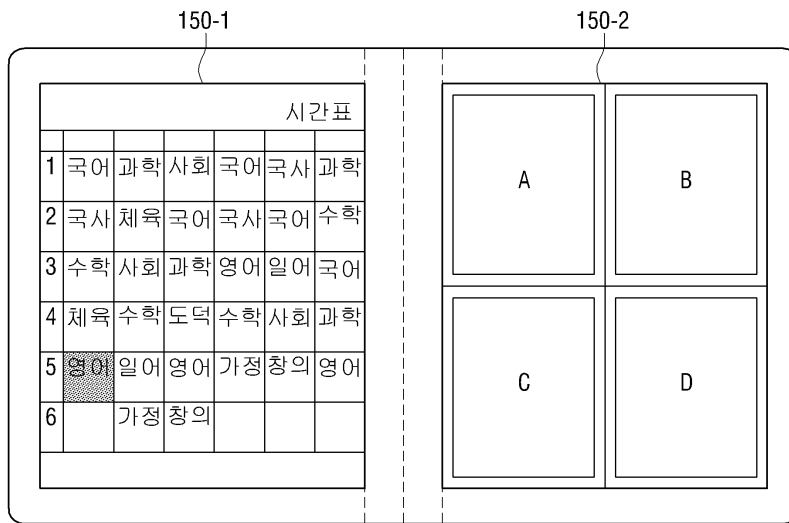 150-1 150-2
시간표
1 국어 과학 사회 국어 국사 과학
2 국사 체육 국어 국사 국어 수학
3 수학 사회 과학 영어 일어 국어
4 체육 수학 도덕 수학 사회 과학
5 영어 일어 영어 가정 창의 영어
6 가정 창의
A B
C D